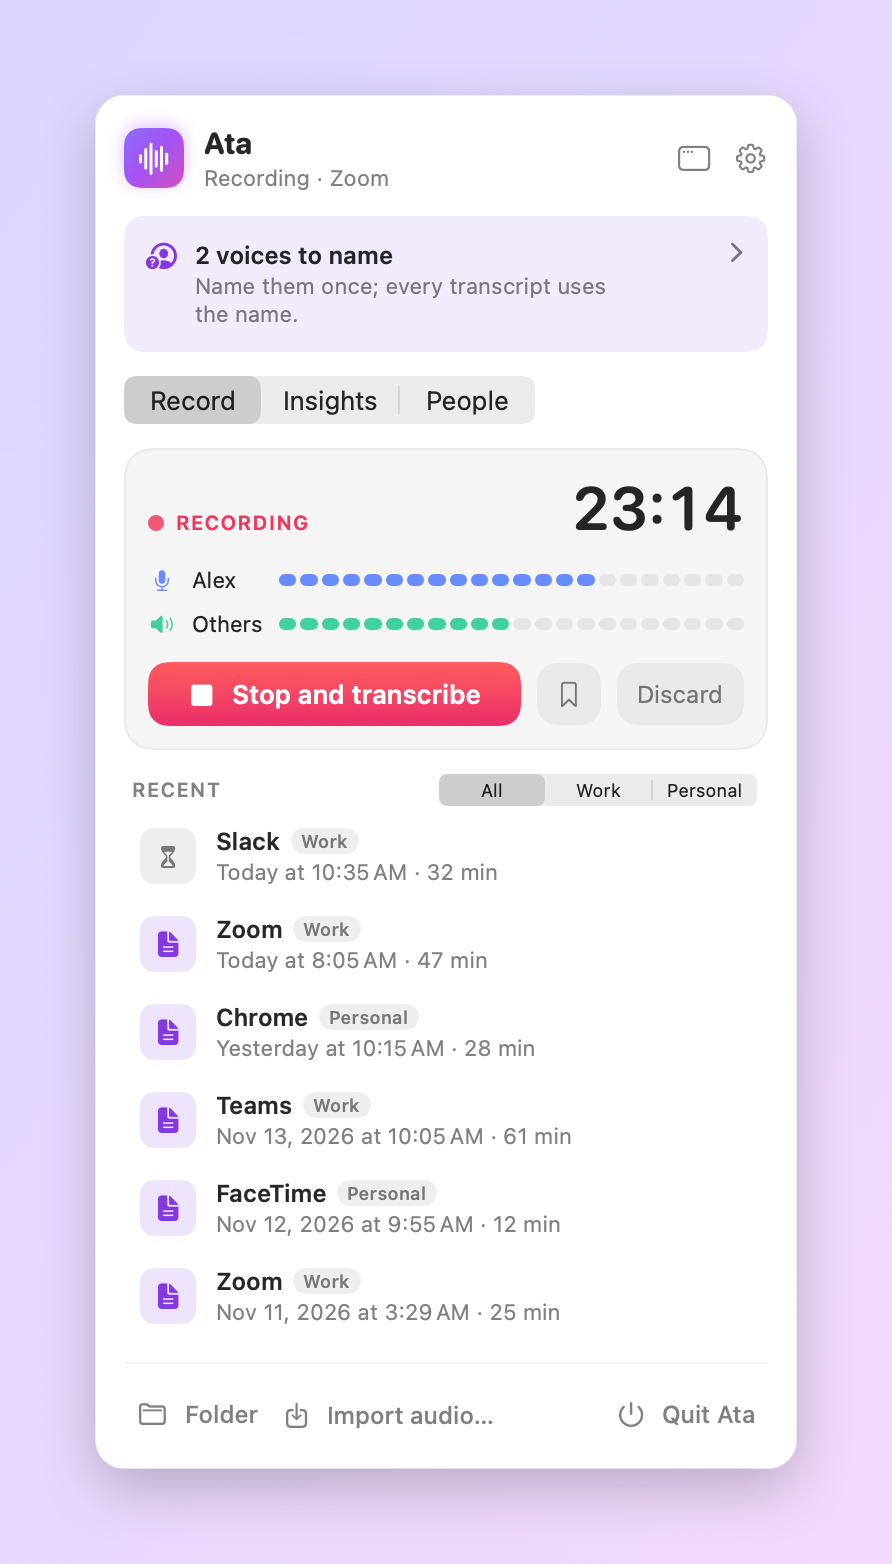 Ata
Recording · Zoom
2 voices to name
Name them once; every transcript uses
the name.
Record Insights People
RECORDING 23:14
Alex
Others
Stop and transcribe Discard
RECENT All Work Personal
Slack Work
Today at 10:35 AM · 32 min
Zoom Work
Today at 8:05 AM · 47 min
Chrome Personal
Yesterday at 10:15 AM · 28 min
Teams Work
Nov 13, 2026 at 10:05 AM · 61 min
FaceTime Personal
Nov 12, 2026 at 9:55 AM · 12 min
Zoom Work
Nov 11, 2026 at 3:29 AM · 25 min
Folder Import audio... Quit Ata